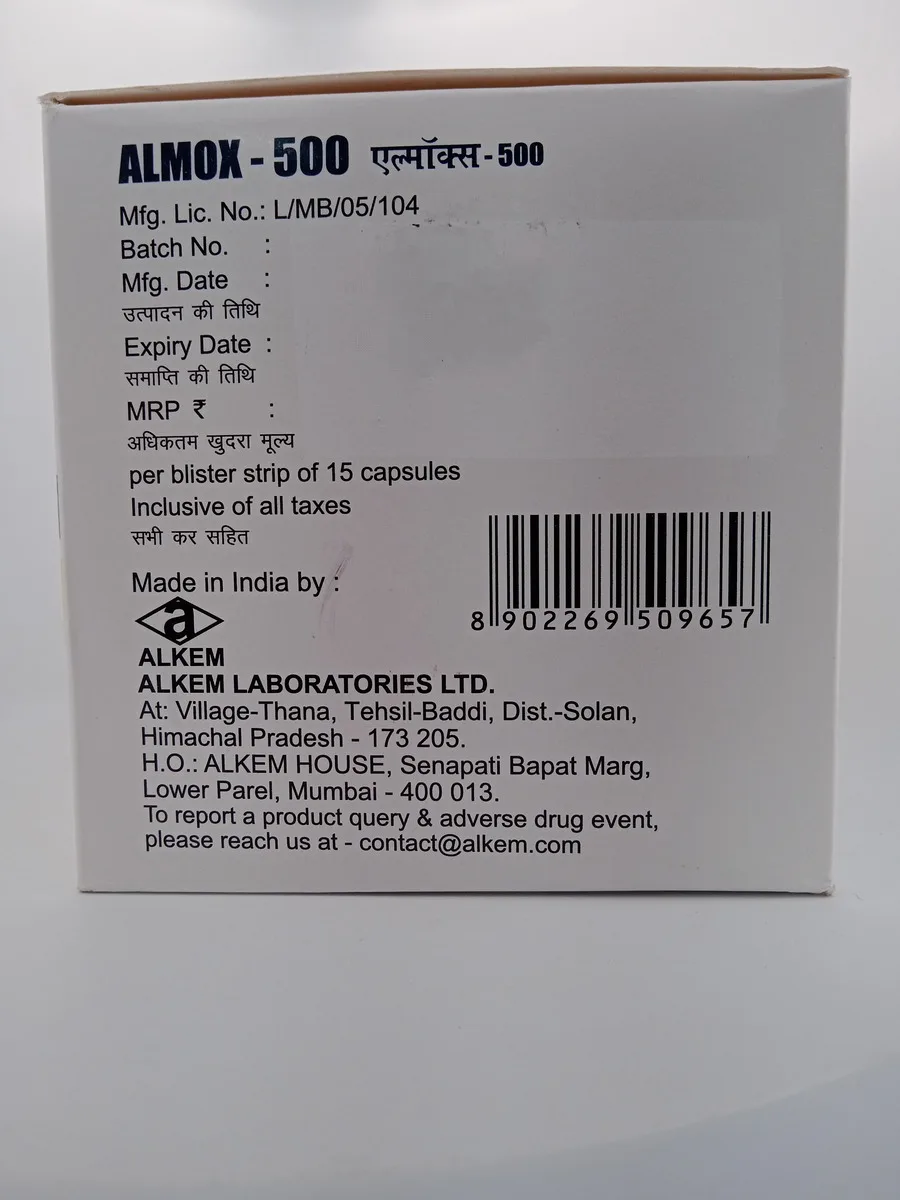 ALMOX - 500 एल्मॉक्स - 500
Mfg. Lic. No.: L/MB/05/104
Batch No. :
Mfg. Date :
उत्पादन की तिथि
Expiry Date :
समाप्ति की तिथि
MRP ₹ :
अधिकतम खुदरा मूल्य
per blister strip of 15 capsules
Inclusive of all taxes
सभी कर सहित
Made in India by :
a
ALKEM
8 902269 509657
ALKEM LABORATORIES LTD.
At: Village-Thana, Tehsil-Baddi, Dist.-Solan,
Himachal Pradesh - 173 205.
H.O.: ALKEM HOUSE, Senapati Bapat Marg,
Lower Parel, Mumbai - 400 013.
To report a product query & adverse drug event,
please reach us at - contact@alkem.com